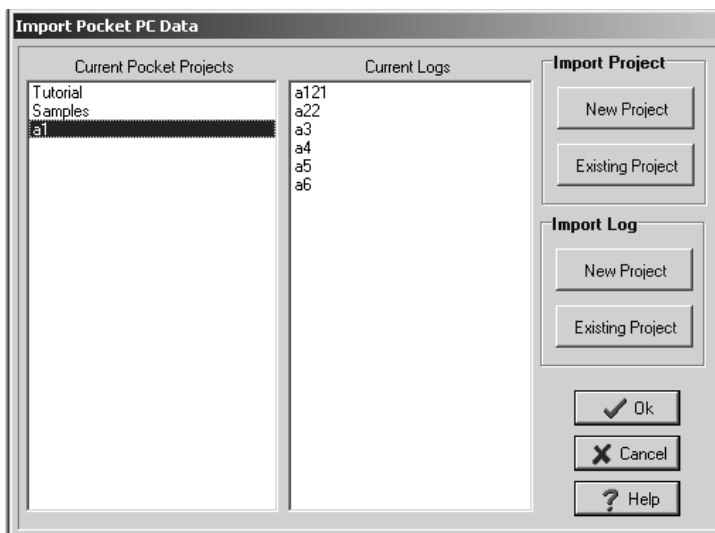 Import Pocket PC Data
Current Pocket Projects
Tutorial
Samples
a1
Current Logs
a121
a22
a3
a4
a5
a6
Import Project
New Project
Existing Project
Import Log
New Project
Existing Project
Ok
Cancel
Help